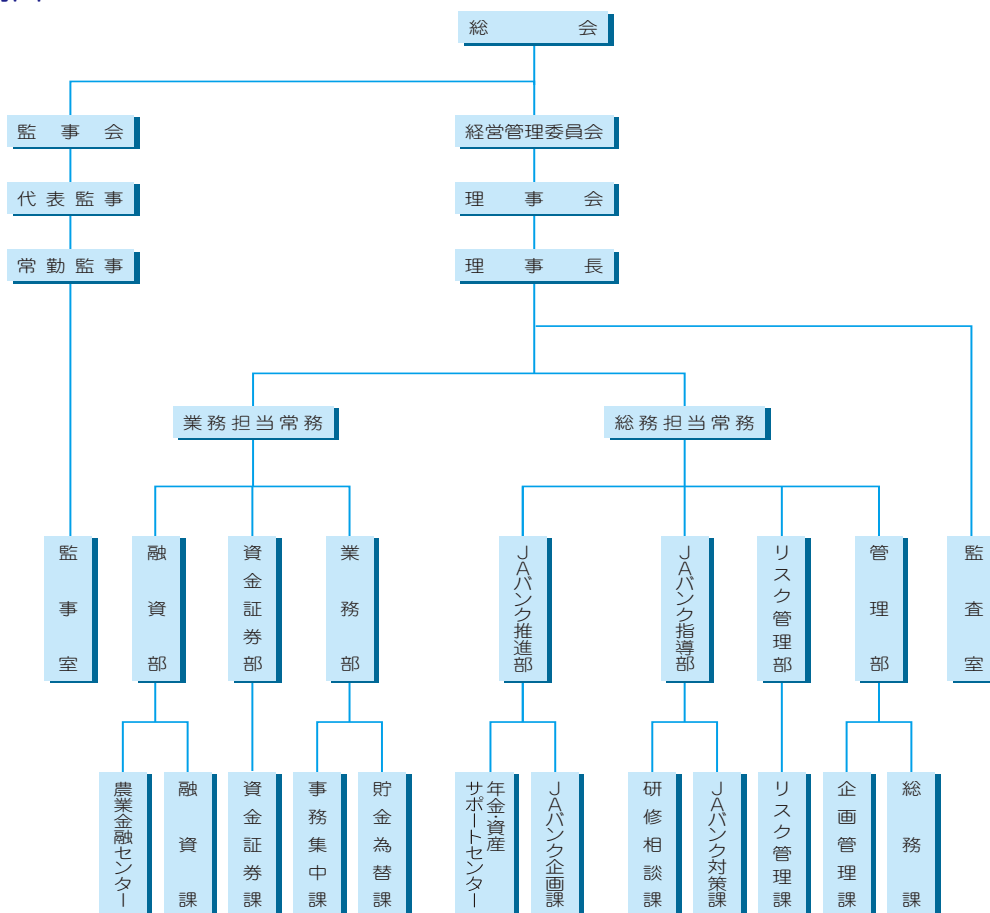 総会
監事会
経営管理委員会
代表監事
理事会
常勤監事
理事長
業務担当常務
総務担当常務
監事室
融資部
資金証券部
業務部
JAバンク推進部
JAバンク指導部
リスク管理部
管理部
監査室
農業金融センター
融資課
資金証券課
事務集中課
貯金為替課
年金・資産
サポートセンター
JAバンク企画課
研修相談課
JAバンク対策課
リスク管理課
企画管理課
総務課